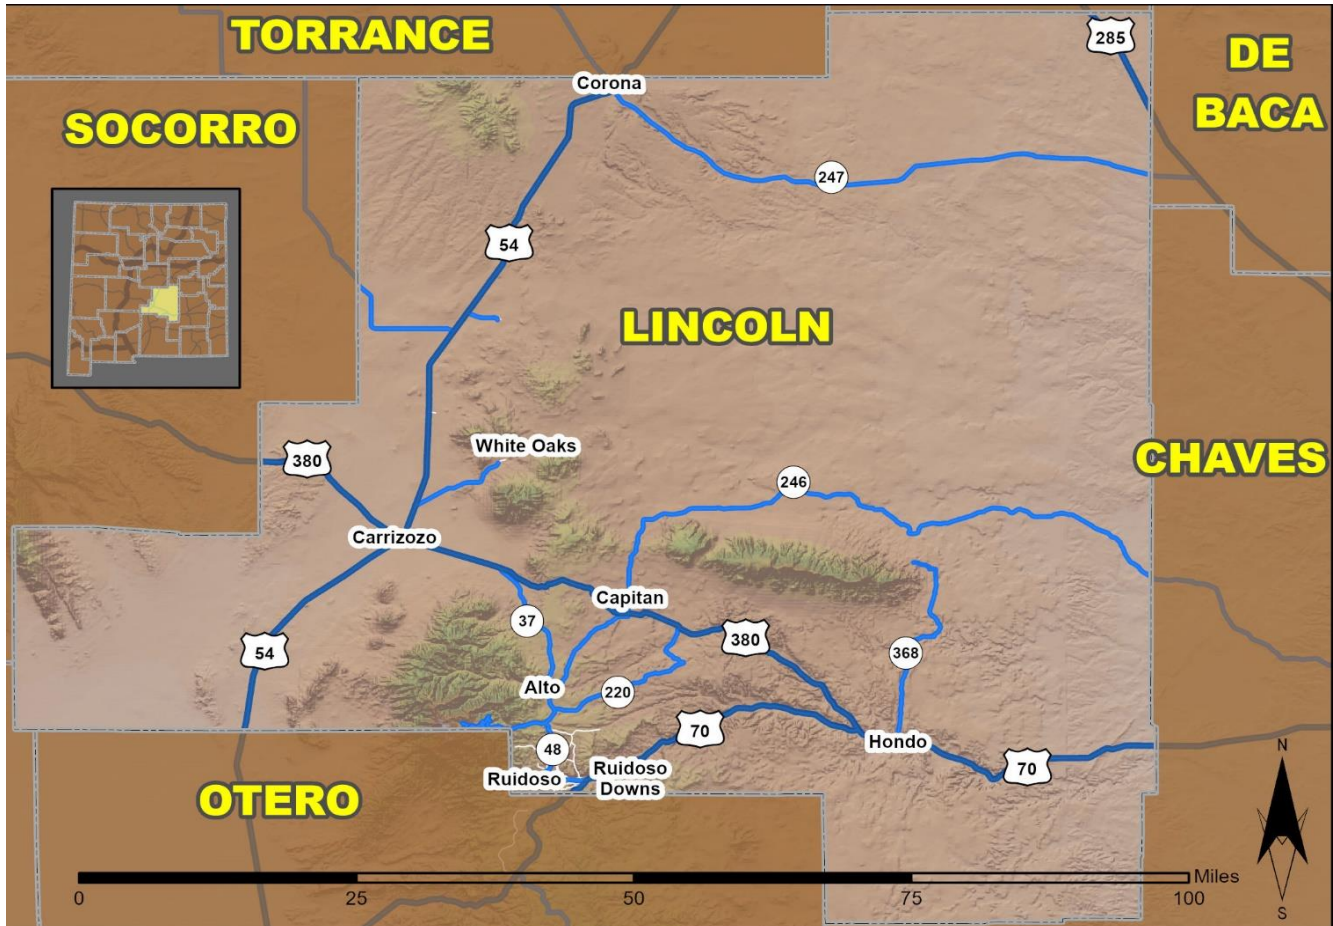 TORRANCE
285
DE
BACA
Corona
SOCORRO
247
54
LINCOLN
White Oaks
380
CHAVES
246
Carrizozo
Capitan
37
380
54
368
Alto
220
70
Hondo
48
70
N
Ruidoso
Ruidoso
Downs
OTERO
Miles
0
25
50
75
100
S